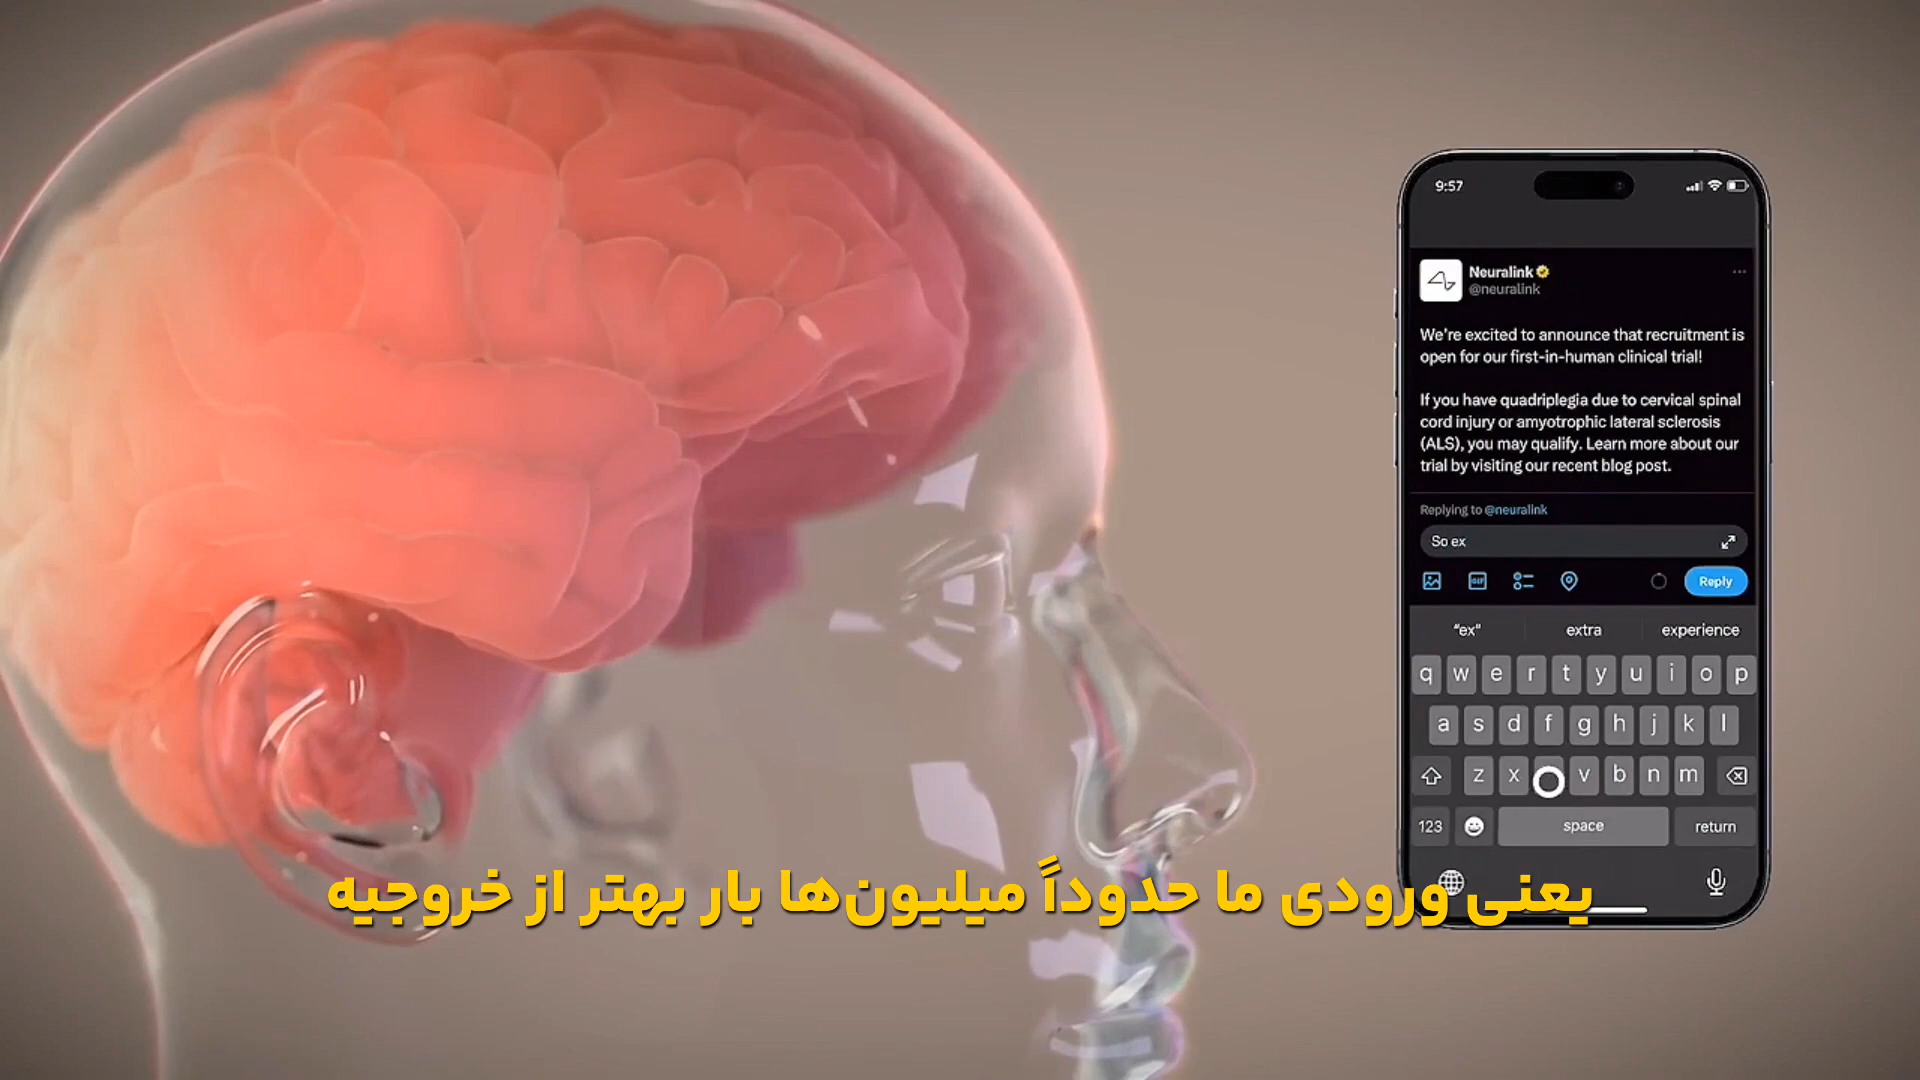 9:57
Neuralink
@neuralink
We're excited to announce that recruitment is
open for our first-in-human clinical trial!
If you have quadriplegia due to cervical spinal
cord injury or amyotrophic lateral sclerosis
(ALS), you may qualify. Learn more about our
trial by visiting our recent blog post.
Replying to @neuralink
So ex
GIF
Reply
“ex” extra experience
q w e r t y u i o p
a s d f g h j k l
z x v b n m
123 space return
یعنی ورودی ما حدوداً میلیون‌ها بار بهتر از خروجیه